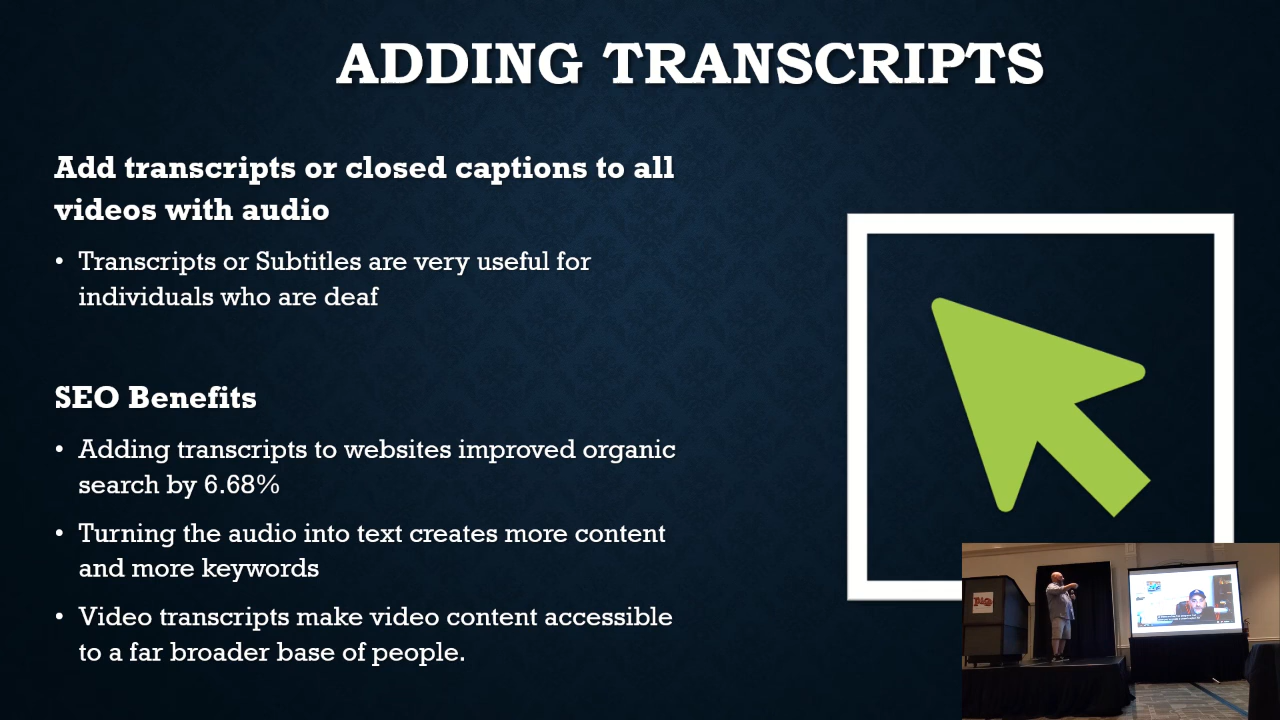 ADDING TRANSCRIPTS
Add transcripts or closed captions to all
videos with audio
• Transcripts or Subtitles are very useful for
individuals who are deaf
SEO Benefits
• Adding transcripts to websites improved organic
search by 6.68%
• Turning the audio into text creates more content
and more keywords
• Video transcripts make video content accessible
to a far broader base of people.